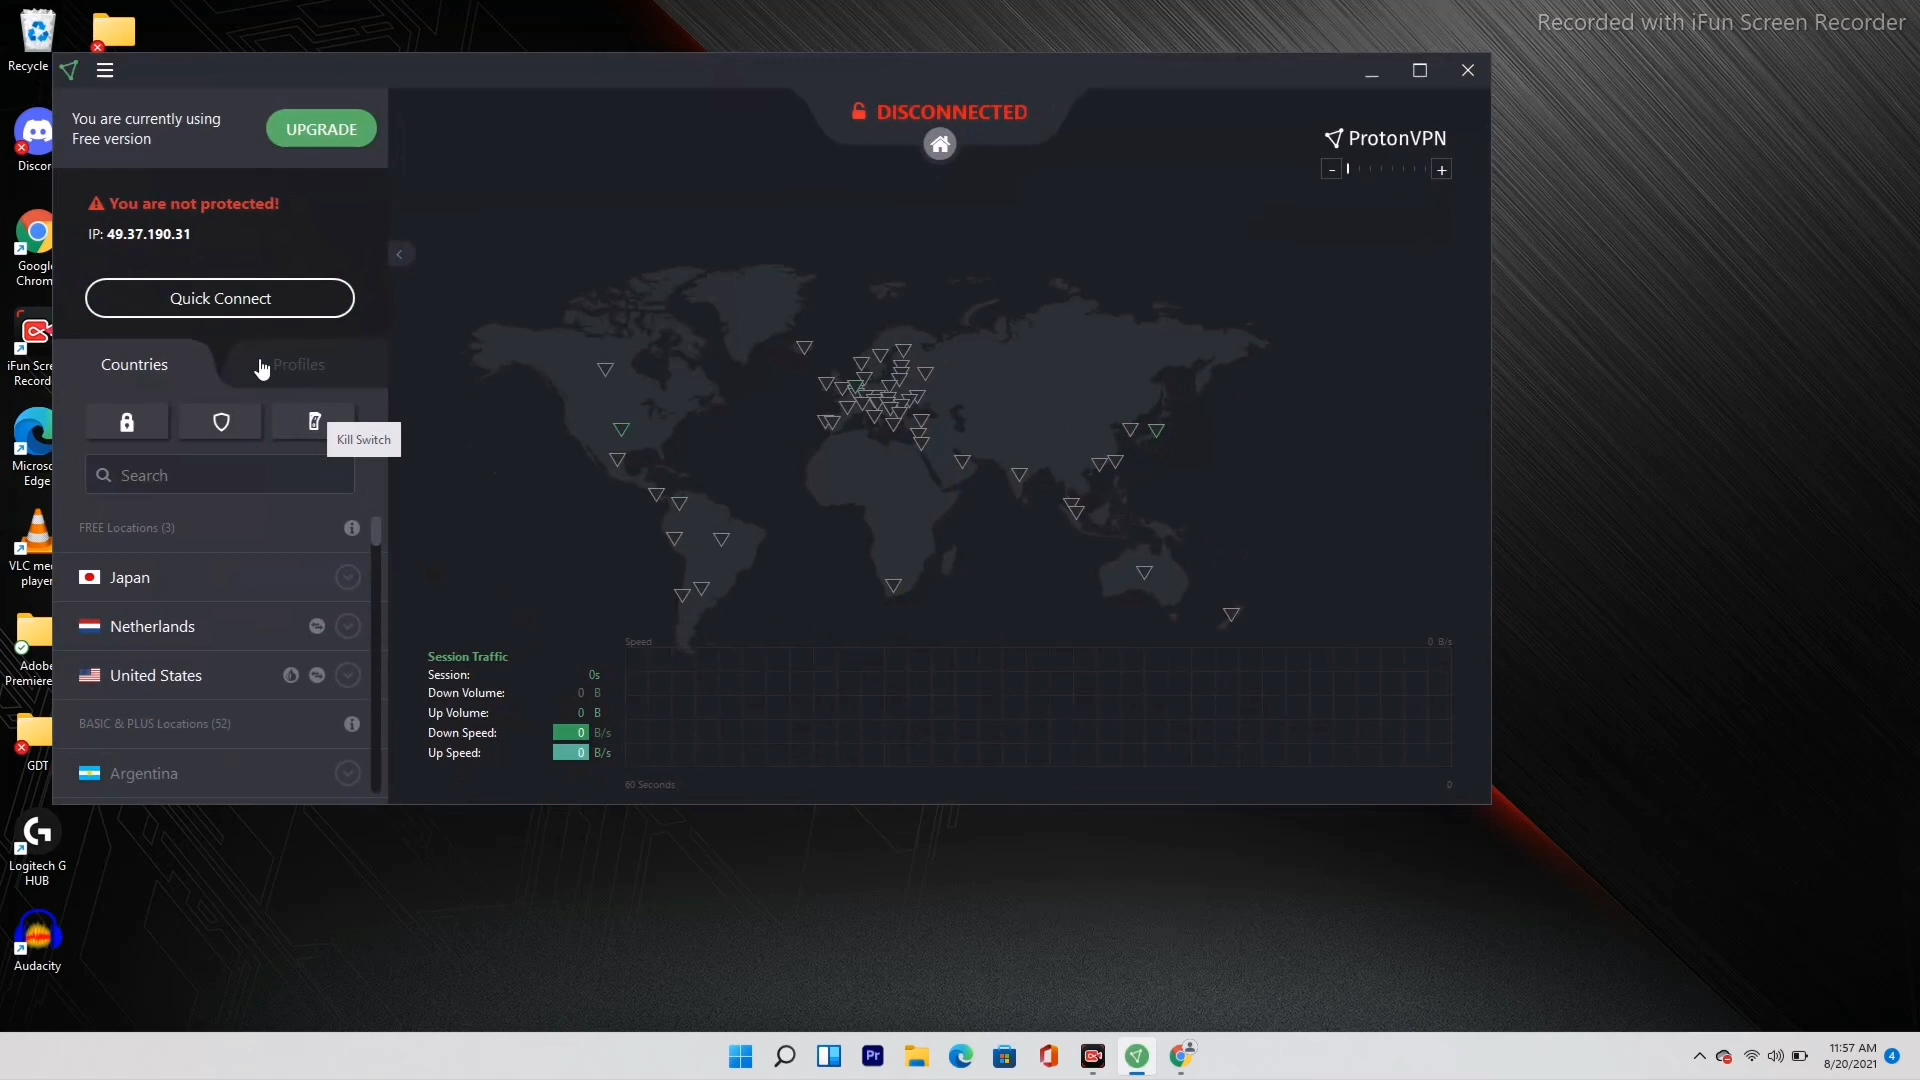 Recorded with iFun Screen Recorder
Recycle
You are currently using
Free version
UPGRADE
DISCONNECTED
ProtonVPN
-
+
Discor
You are not protected!
IP: 49.37.190.31
Google
Chrom
Quick Connect
iFun Scre
Record
Countries
Profiles
Kill Switch
Search
Micros
Edge
FREE Locations (3)
VLC me
player
Japan
Netherlands
United States
Adobe
Premiere
BASIC & PLUS Locations (52)
Argentina
GDT
Speed
0 B/s
Session Traffic
Session: 0s
Down Volume: 0 B
Up Volume: 0 B
Down Speed: 0 B/s
Up Speed: 0 B/s
60 Seconds
0
Logitech G
HUB
Audacity
Pr
11:57 AM
8/20/2021
4